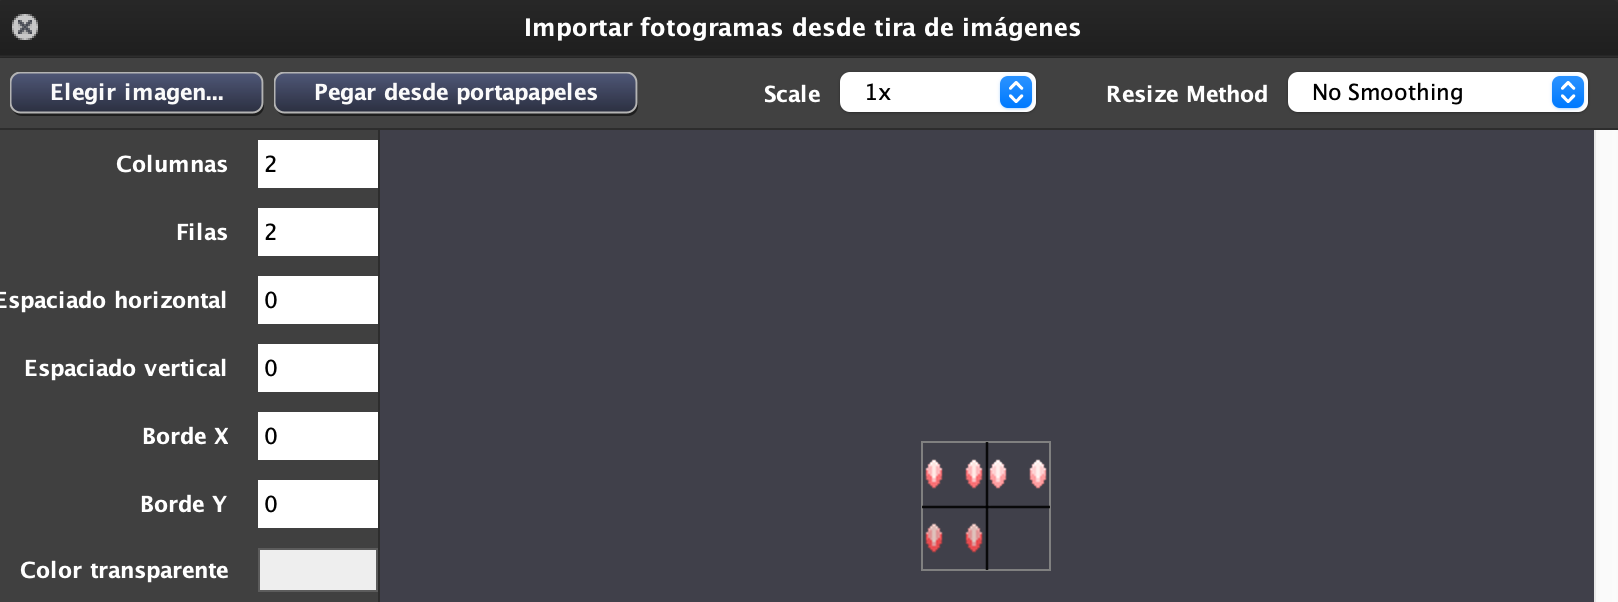 Importar fotogramas desde tira de imágenes
Elegir imagen... Pegar desde portapapeles Scale 1x Resize Method No Smoothing
Columnas 2
Filas 2
Espaciado horizontal 0
Espaciado vertical 0
Borde X 0
Borde Y 0
Color transparente